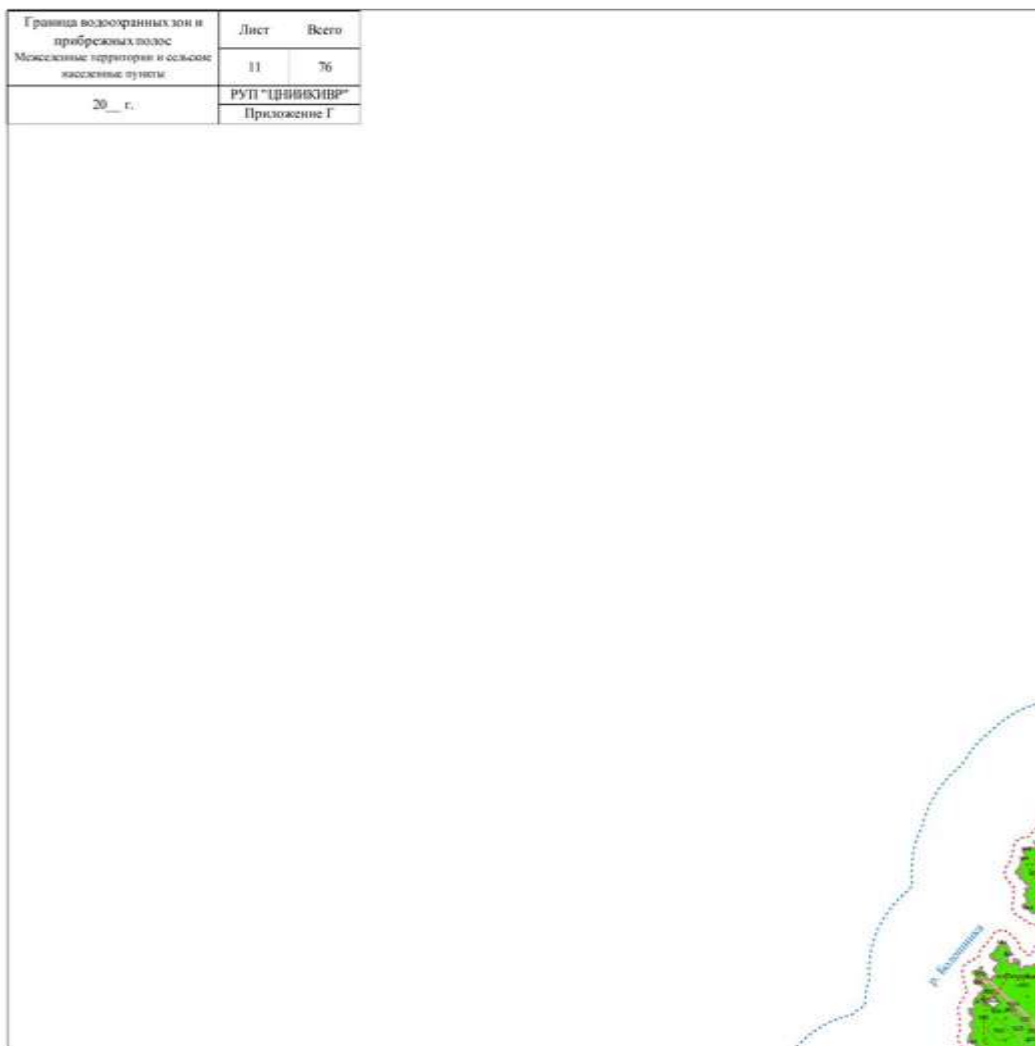 Граница водоохранных зон и
прибрежных полос
Межселенные территории и сельские
населенные пункты
Лист Всего
11 76
20__ г.
РУП "ЦНИИКИВР"
Приложение Г
р.